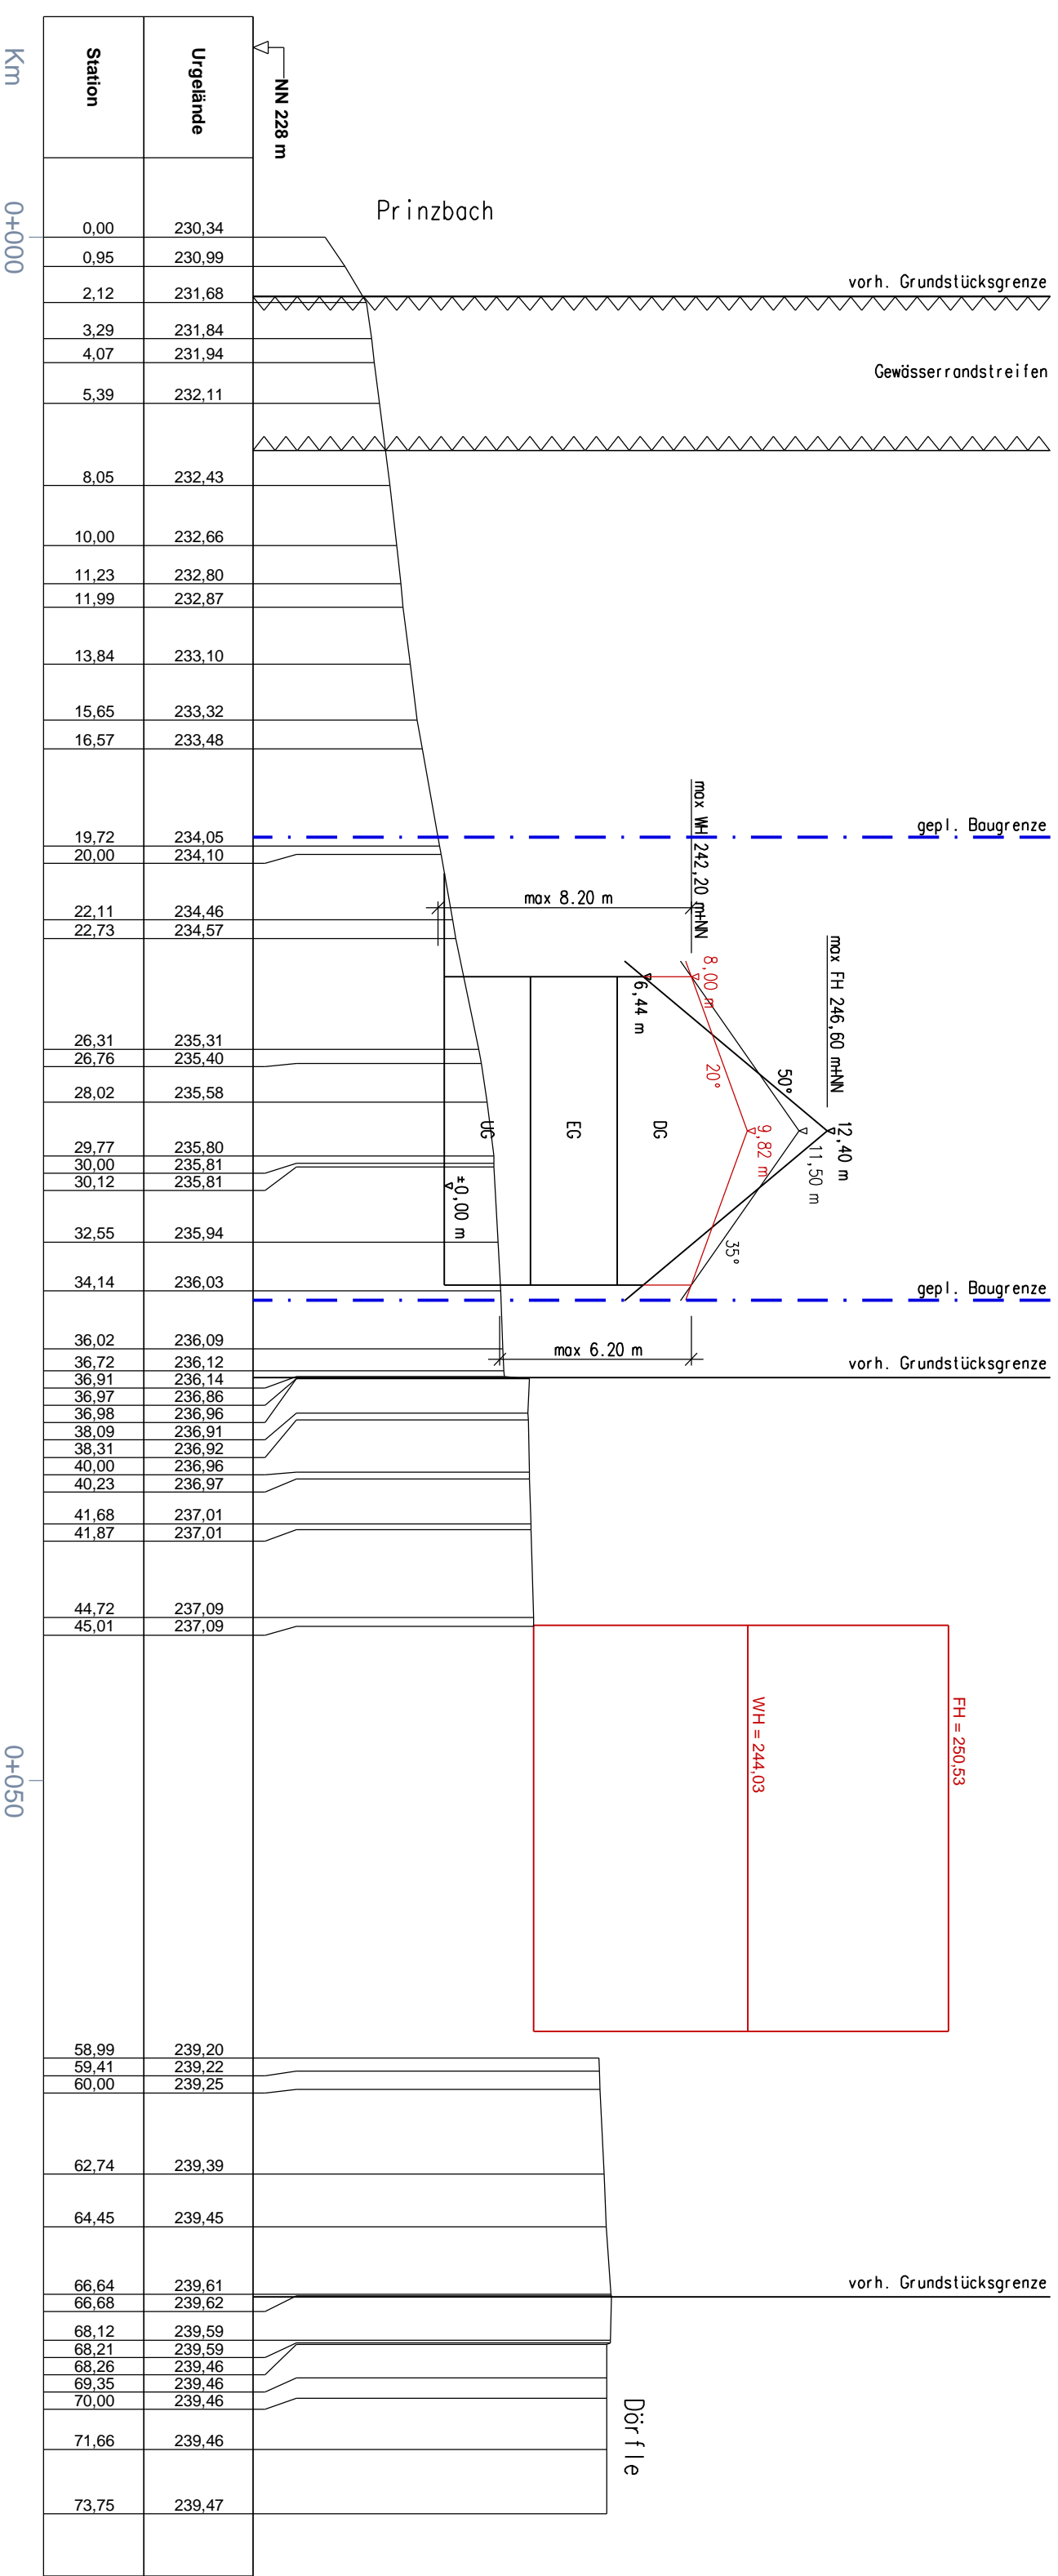 NN 228 m
Urgelände
Station
Km
0+000
0+050
Prinzbach
vorh. Grundstücksgrenze
Gewässerrandstreifen
gepl. Baugrenze
max WH 242,20 m+NN
max 8.20 m
max FH 246,60 m+NN
8,00 m
6,44 m
20°
50°
12,40 m
11,50 m
9,82 m
35°
UG
EG
DG
±0,00 m
gepl. Baugrenze
max 6.20 m
vorh. Grundstücksgrenze
WH = 244,03
FH = 250,53
vorh. Grundstücksgrenze
Dörfle
0,00 230,34
0,95 230,99
2,12 231,68
3,29 231,84
4,07 231,94
5,39 232,11
8,05 232,43
10,00 232,66
11,23 232,80
11,99 232,87
13,84 233,10
15,65 233,32
16,57 233,48
19,72 234,05
20,00 234,10
22,11 234,46
22,73 234,57
26,31 235,31
26,76 235,40
28,02 235,58
29,77 235,80
30,00 235,81
30,12 235,81
32,55 235,94
34,14 236,03
36,02 236,09
36,72 236,12
36,91 236,14
36,97 236,86
36,98 236,96
38,09 236,91
38,31 236,92
40,00 236,96
40,23 236,97
41,68 237,01
41,87 237,01
44,72 237,09
45,01 237,09
58,99 239,20
59,41 239,22
60,00 239,25
62,74 239,39
64,45 239,45
66,64 239,61
66,68 239,62
68,12 239,59
68,21 239,59
68,26 239,46
69,35 239,46
70,00 239,46
71,66 239,46
73,75 239,47